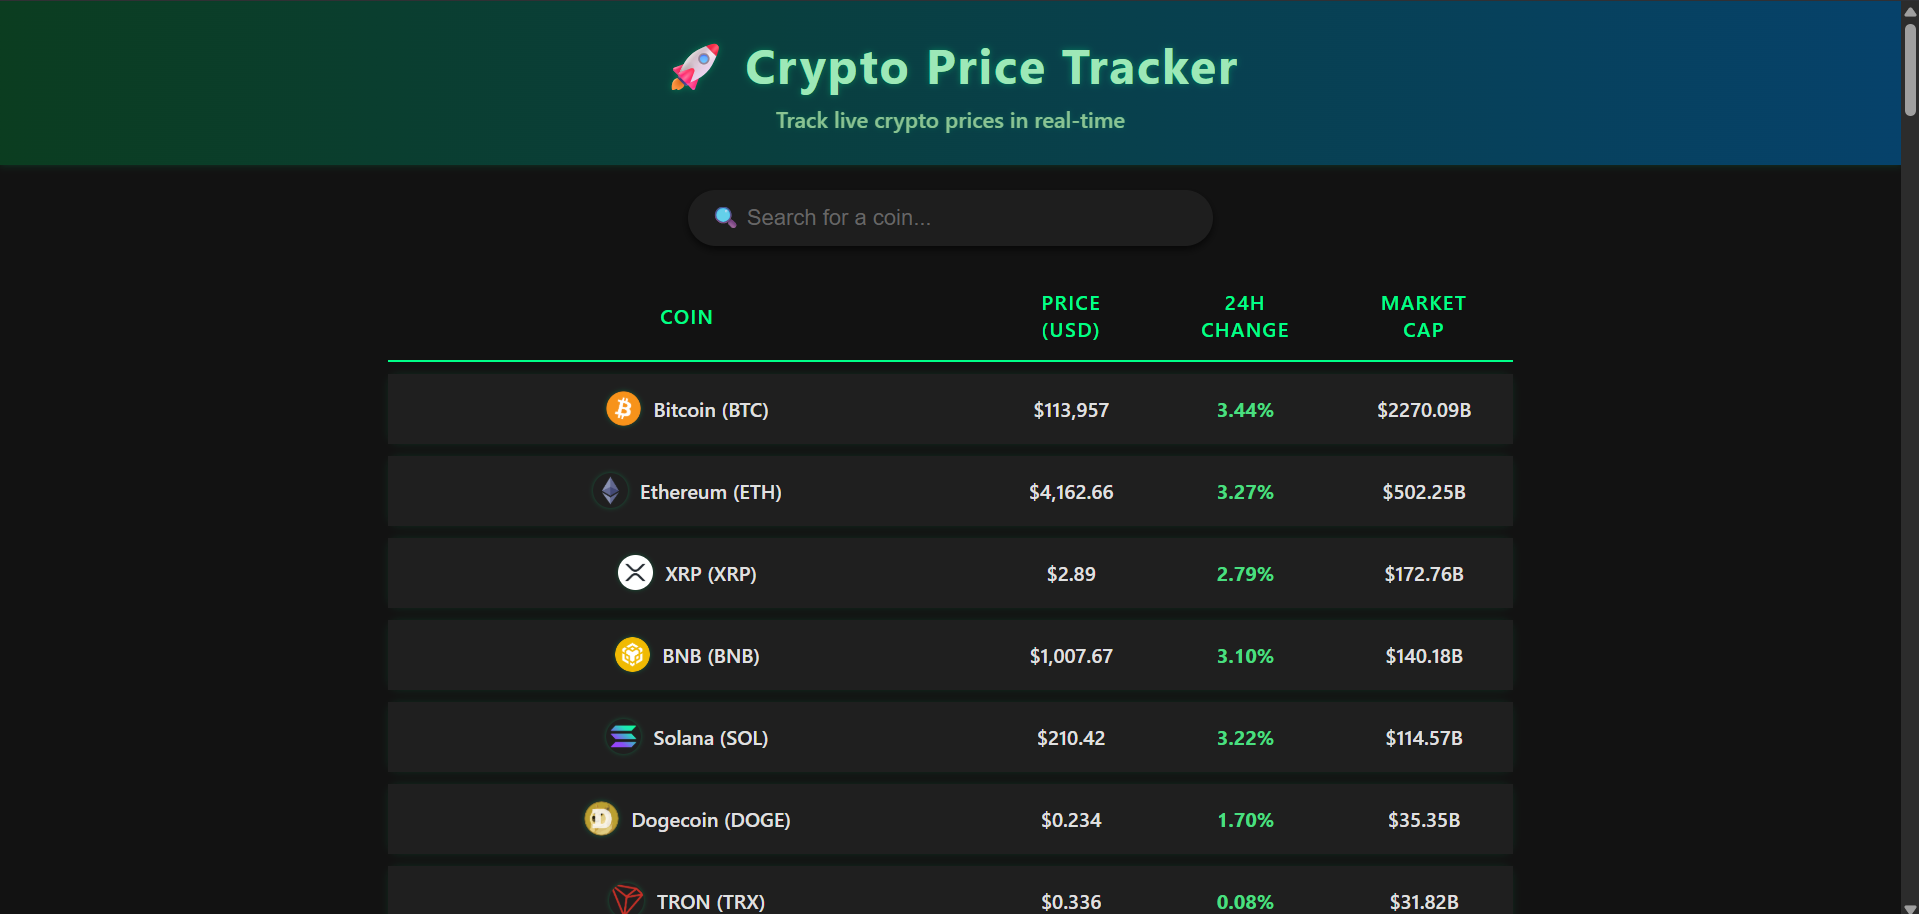 Crypto Price Tracker
Track live crypto prices in real-time
Search for a coin...
COIN
PRICE
(USD)
24H
CHANGE
MARKET
CAP
Bitcoin (BTC) $113,957 3.44% $2270.09B
Ethereum (ETH) $4,162.66 3.27% $502.25B
XRP (XRP) $2.89 2.79% $172.76B
BNB (BNB) $1,007.67 3.10% $140.18B
Solana (SOL) $210.42 3.22% $114.57B
Dogecoin (DOGE) $0.234 1.70% $35.35B
TRON (TRX) $0.336 0.08% $31.82B